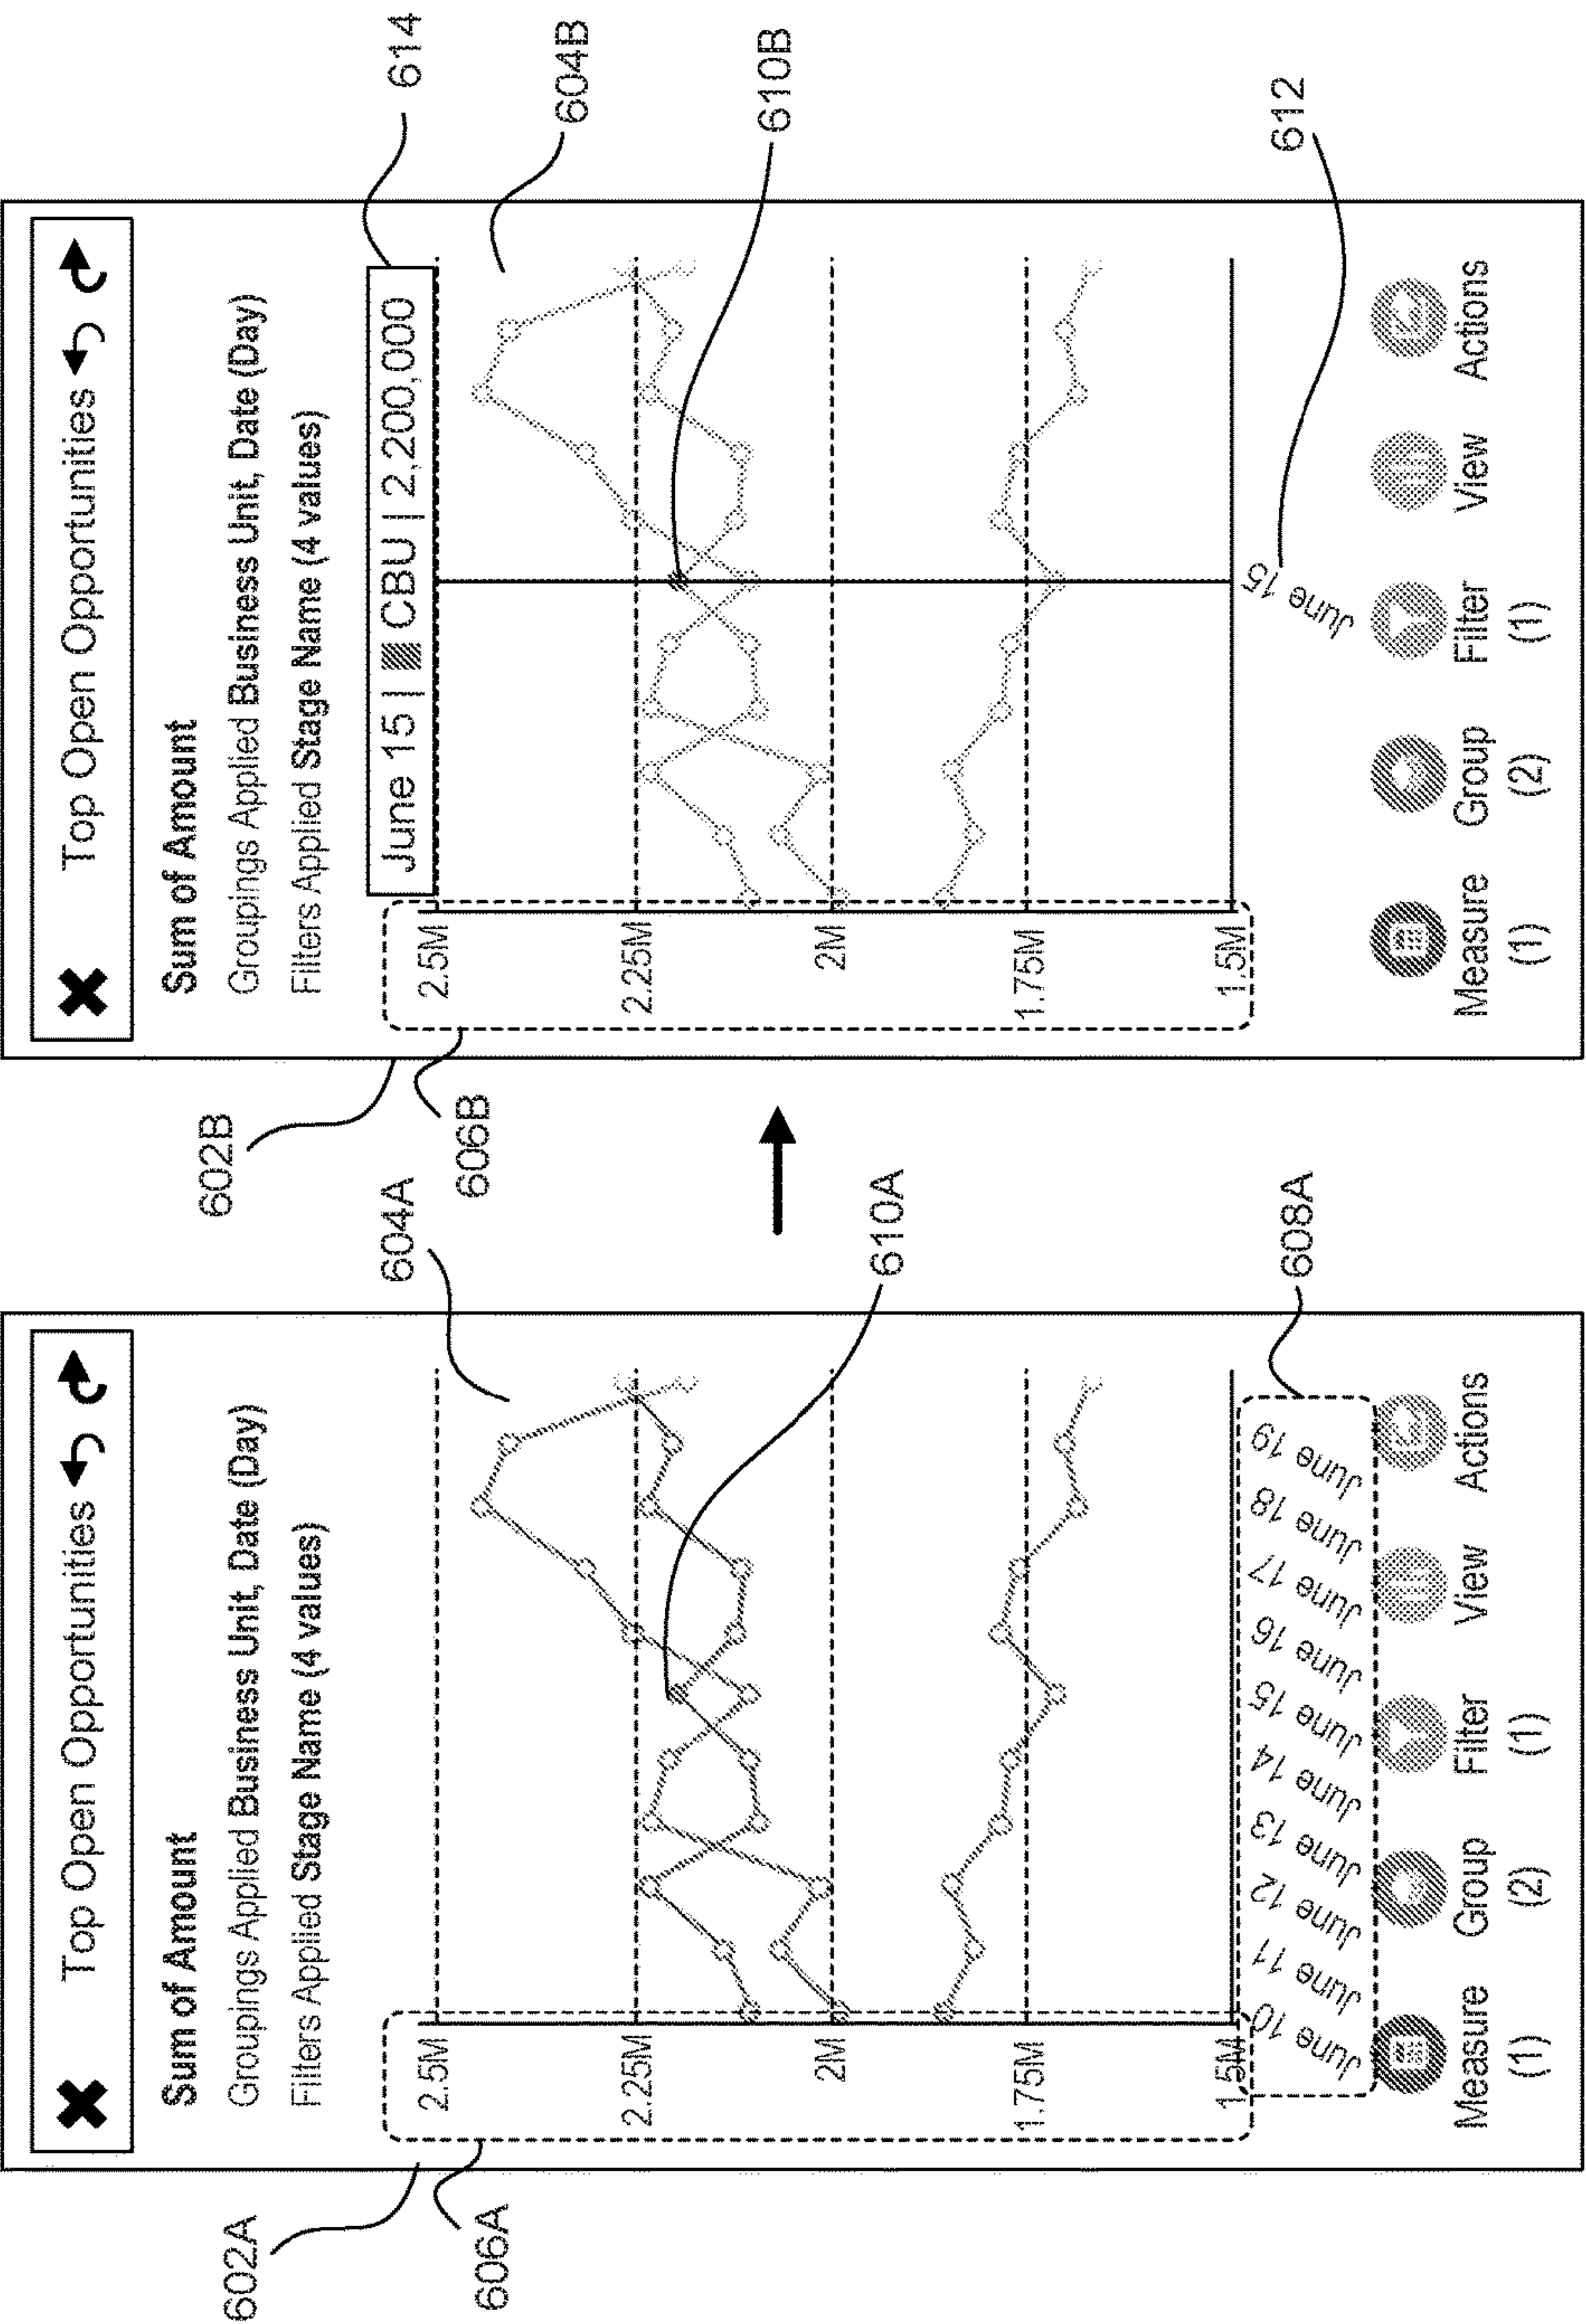 602A
606A
Top Open Opportunities
Sum of Amount
Groupings Applied Business Unit, Date (Day)
Filters Applied Stage Name (4 values)
2.5M
2.25M
2M
1.75M
1.5M
June 10
June 11
June 12
June 13
June 14
June 15
June 16
June 17
June 18
June 19
Measure
(1)
Group
(2)
Filter
(1)
View
Actions
604A
610A
608A
602B
606B
Top Open Opportunities
Sum of Amount
Groupings Applied Business Unit, Date (Day)
Filters Applied Stage Name (4 values)
June 15 | CBU | 2,200,000
2.5M
2.25M
2M
1.75M
1.5M
June 15
Measure
(1)
Group
(2)
Filter
(1)
View
Actions
614
604B
610B
612